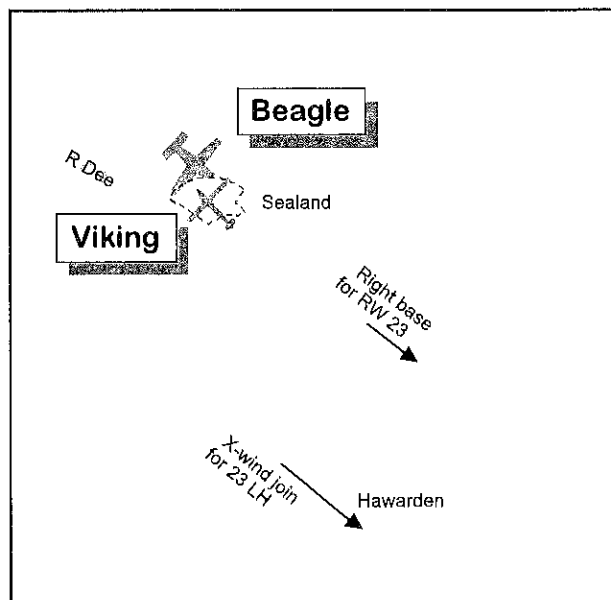 Beagle
R Dee
Sealand
Viking
Right base
for RW 23
X-wind join
for 23 LH
Hawarden